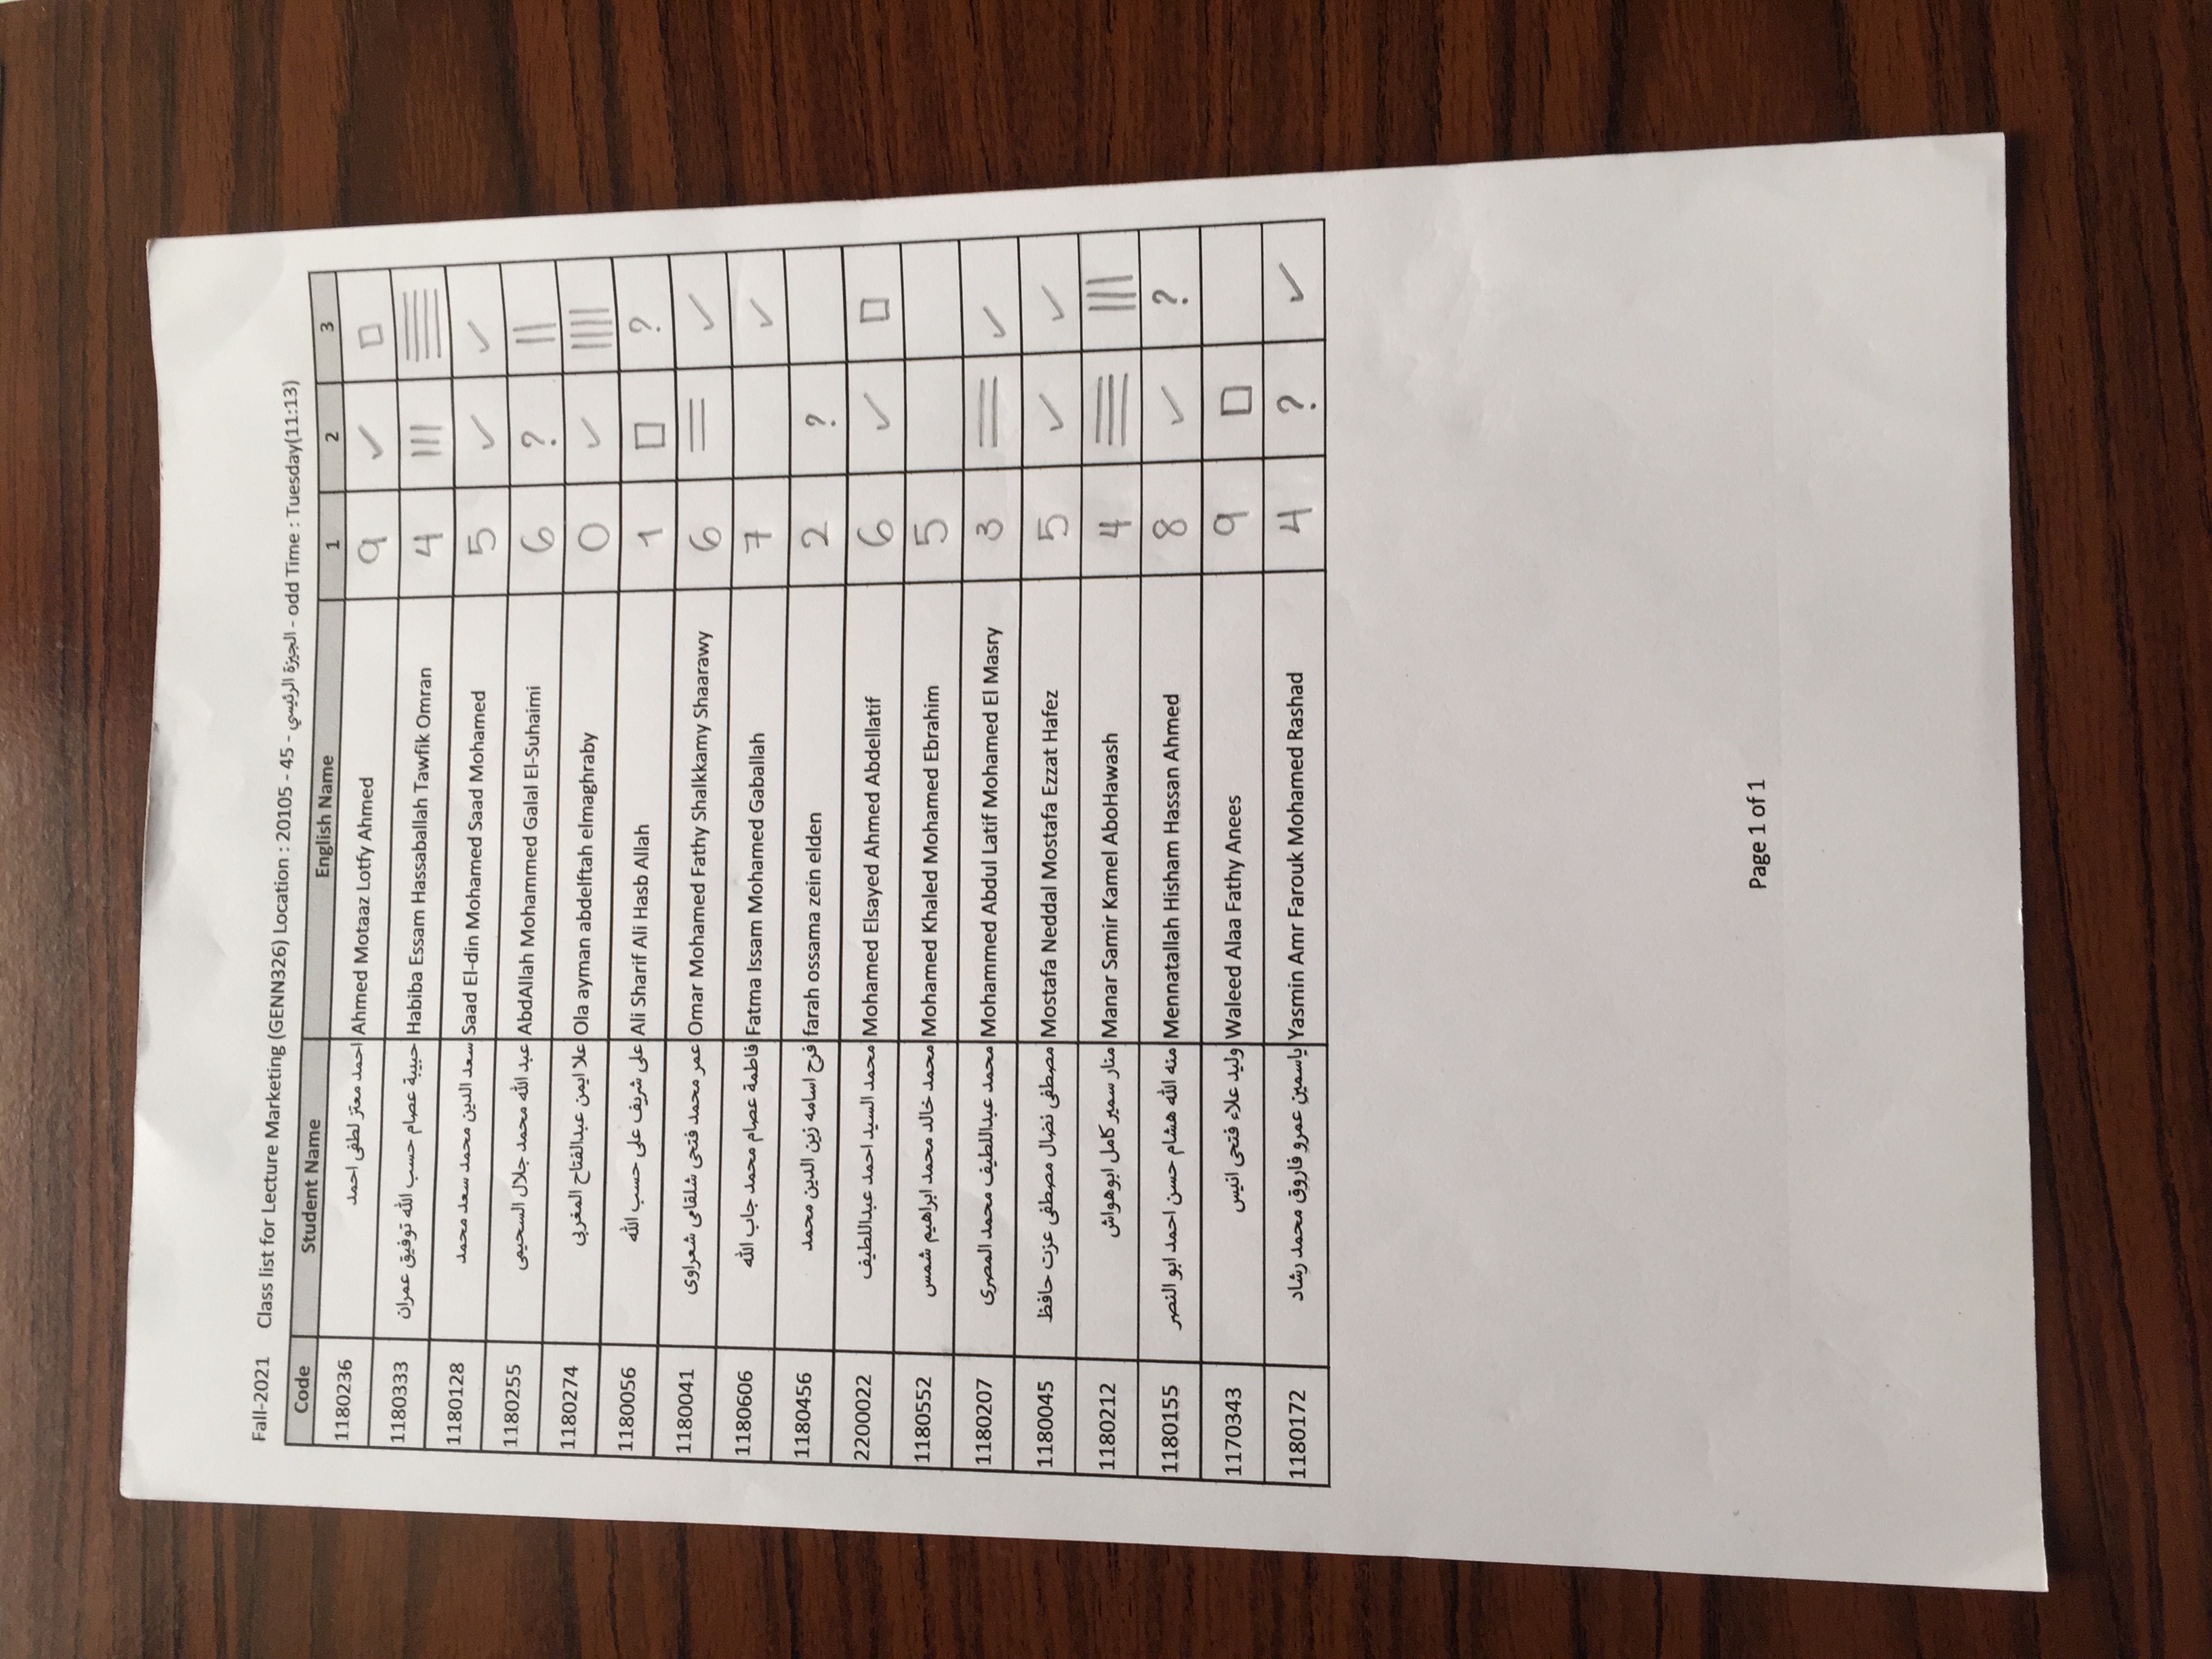 Fall-2021 Class list for Lecture Marketing (GENN326) Location : 20105 - 45 - الجيزة الرئيسي - odd Time : Tuesday(11:13)
Code Student Name English Name 1 2 3
1180236 احمد معتز لطفى احمد Ahmed Motaaz Lotfy Ahmed 9 ✓ □
1180333 حبيبة عصام حسب الله توفيق عمران Habiba Essam Hassaballah Tawfik Omran 4 ||| ☰
1180128 سعد الدين محمد سعد محمد Saad El-din Mohamed Saad Mohamed 5 ✓ ✓
1180255 عبد الله محمد جلال السحيمى AbdAllah Mohammed Galal El-Suhaimi 6 ? ||
1180274 علا ايمن عبدالفتاح المغربى Ola ayman abdelftah elmaghraby 0 ✓ ||||
1180056 على شريف على حسب الله Ali Sharif Ali Hasb Allah 1 □ ?
1180041 عمر محمد فتحى شلقامى شعراوى Omar Mohamed Fathy Shalkkamy Shaarawy 6 = ✓
1180606 فاطمة عصام محمد جاب الله Fatma Issam Mohamed Gaballah 7 ✓
1180456 فرح اسامه زين الدين محمد farah ossama zein elden 2 ?
2200022 محمد السيد احمد عبداللطيف Mohamed Elsayed Ahmed Abdellatif 6 ✓ □
1180552 محمد خالد محمد ابراهيم شمس Mohamed Khaled Mohamed Ebrahim 5
1180207 محمد عبداللطيف محمد المصرى Mohammed Abdul Latif Mohamed El Masry 3 = ✓
1180045 مصطفى نضال مصطفى عزت حافظ Mostafa Neddal Mostafa Ezzat Hafez 5 ✓ ✓
1180212 منار سمير كامل ابوهواش Manar Samir Kamel AboHawash 4 ≡ |||
1180155 منه الله هشام حسن احمد ابو النصر Mennatallah Hisham Hassan Ahmed 8 ✓ ?
1170343 وليد علاء فتحى انيس Waleed Alaa Fathy Anees 9 □
1180172 ياسمين عمرو فاروق محمد رشاد Yasmin Amr Farouk Mohamed Rashad 4 ? ✓
Page 1 of 1